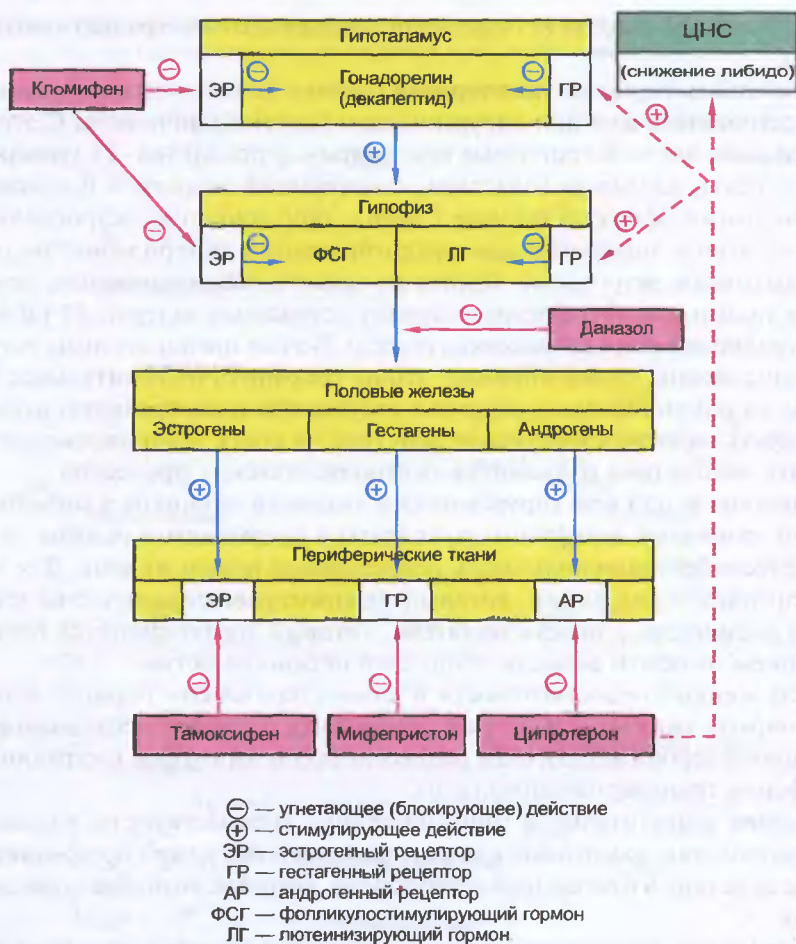 Гипоталамус
ЦНС
(снижение либидо)
Кломифен
ЭР
Гонадорелин
(декапептид)
ГР
Гипофиз
ЭР
ФСГ
ЛГ
ГР
Даназол
Половые железы
Эстрогены
Гестагены
Андрогены
Периферические ткани
ЭР
ГР
АР
Тамоксифен
Мифепристон
Ципротерон
⊖ — угнетающее (блокирующее) действие
⊕ — стимулирующее действие
ЭР — эстрогенный рецептор
ГР — гестагенный рецептор
АР — андрогенный рецептор
ФСГ — фолликулостимулирующий гормон
ЛГ — лютеинизирующий гормон